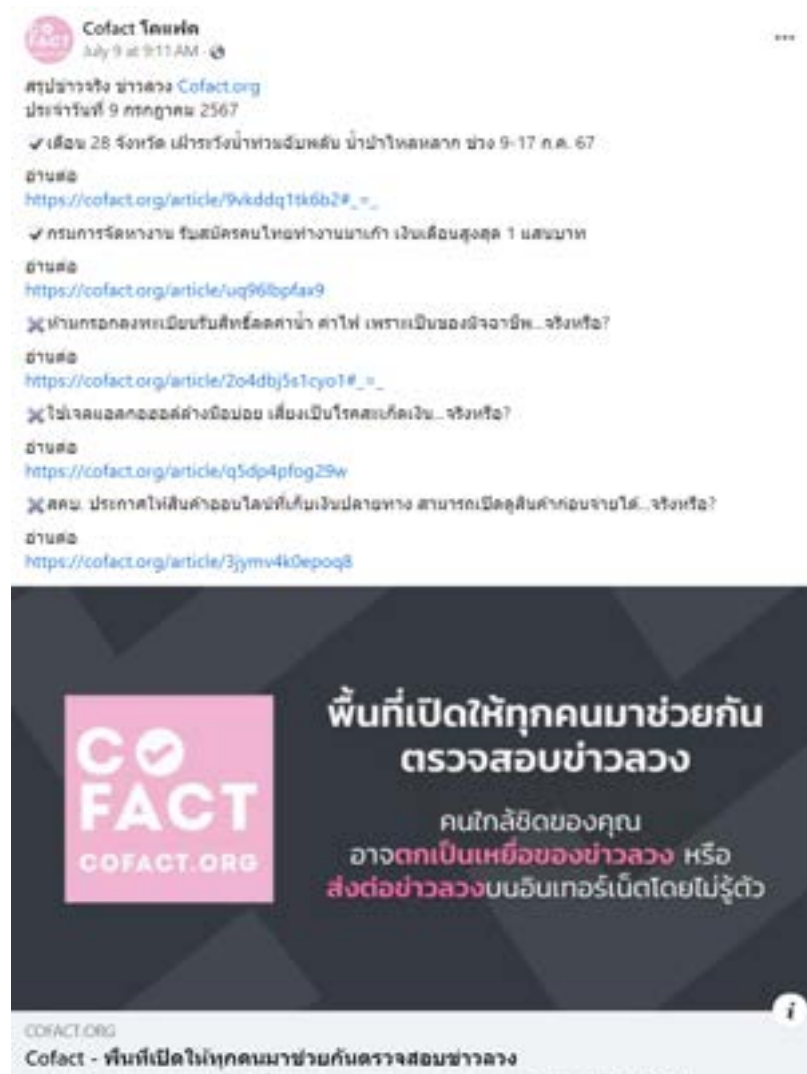 Cofact โคแฟค
July 9 at 9:11 AM
สรุปข่าวจริง ข่าวลวง Cofact.org
ประจำวันที่ 9 กรกฎาคม 2567
✔ เตือน 28 จังหวัด เฝ้าระวังน้ำท่วมฉับพลัน น้ำป่าไหลหลาก ช่วง 9-17 ก.ค. 67
อ่านต่อ
https://cofact.org/article/9vkddq1tk6b2#_=_
✔ กรมการจัดหางาน รับสมัครคนไทยทำงานมาเก๊า เงินเดือนสูงสุด 1 แสนบาท
อ่านต่อ
https://cofact.org/article/uq96lbpfax9
❌ ห้ามกรอกลงทะเบียนรับสิทธิ์ลดค่าน้ำ ค่าไฟ เพราะเป็นของมิจฉาชีพ...จริงหรือ?
อ่านต่อ
https://cofact.org/article/2o4dbj5s1cyo1#_=_
❌ ใช้เจลแอลกอฮอล์ล้างมือบ่อย เสี่ยงเป็นโรคสะเก็ดเงิน...จริงหรือ?
อ่านต่อ
https://cofact.org/article/q5dp4pfog29w
❌ สคบ. ประกาศให้สินค้าออนไลน์ที่เก็บเงินปลายทาง สามารถเปิดดูสินค้าก่อนจ่ายได้...จริงหรือ?
อ่านต่อ
https://cofact.org/article/3jymv4k0epoq8
CO
FACT
COFACT.ORG
พื้นที่เปิดให้ทุกคนมาช่วยกัน
ตรวจสอบข่าวลวง
คนใกล้ชิดของคุณ
อาจตกเป็นเหยื่อของข่าวลวง หรือ
ส่งต่อข่าวลวงบนอินเทอร์เน็ตโดยไม่รู้ตัว
COFACT.ORG
Cofact - พื้นที่เปิดให้ทุกคนมาช่วยกันตรวจสอบข่าวลวง